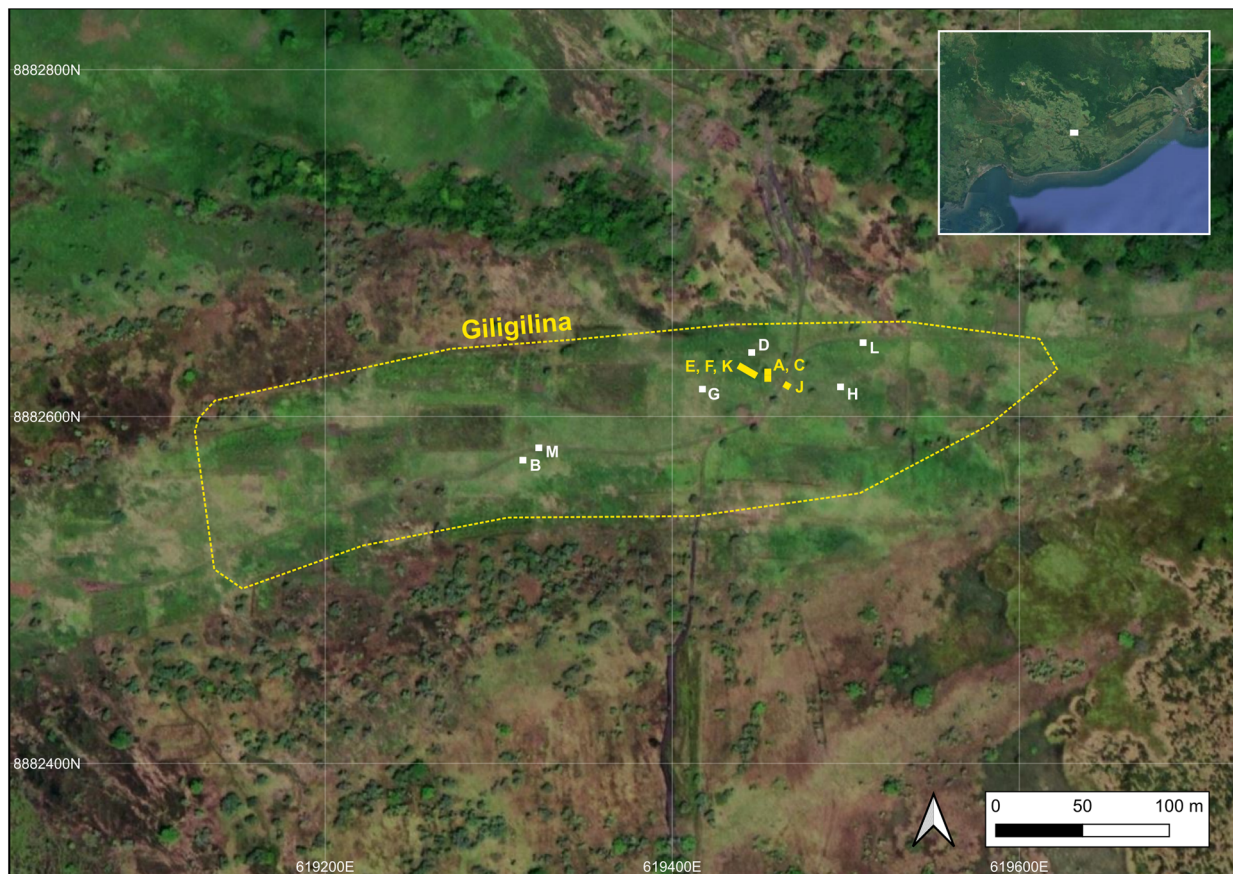 8882800N
Giligilina
D
L
E, F, K
A, C
J
G
H
8882600N
M
B
8882400N
0 50 100 m
619200E
619400E
619600E